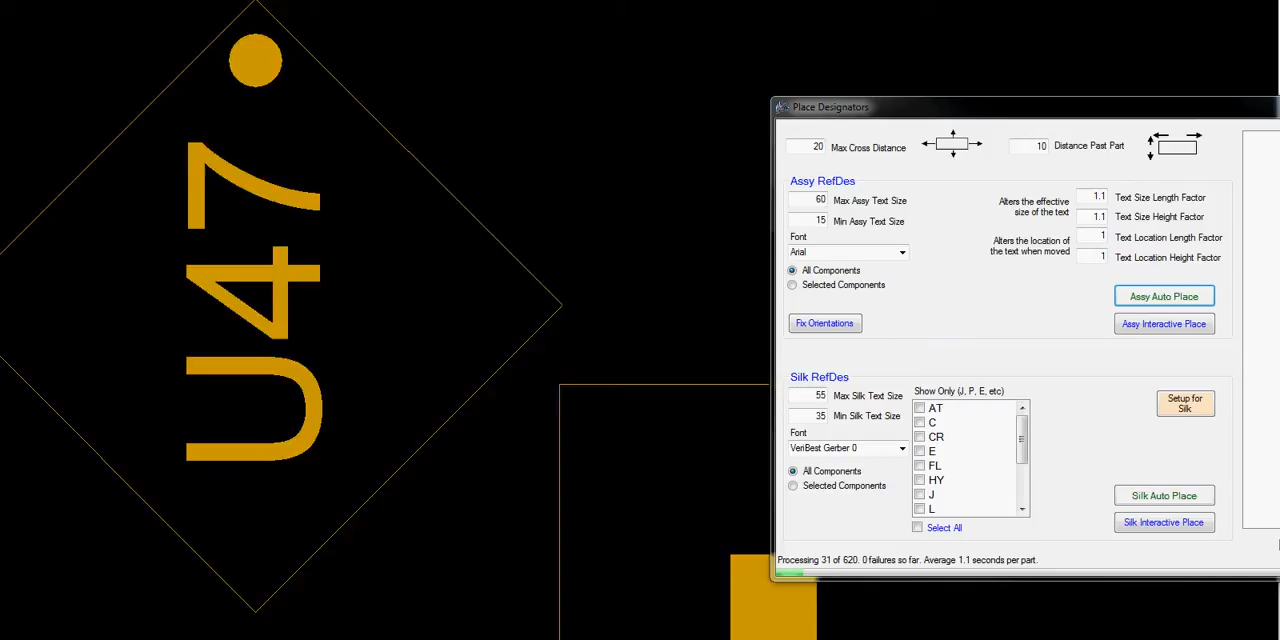 U47
Place Designators
20 Max Cross Distance
10 Distance Past Part
Assy RefDes
60 Max Assy Text Size
15 Min Assy Text Size
Font
Arial
All Components
Selected Components
Fix Orientations
Alters the effective
size of the text
1.1 Text Size Length Factor
1.1 Text Size Height Factor
Alters the location of
the text when moved
1 Text Location Length Factor
1 Text Location Height Factor
Assy Auto Place
Assy Interactive Place
Silk RefDes
55 Max Silk Text Size
35 Min Silk Text Size
Font
VeriBest Gerber 0
All Components
Selected Components
Show Only (J, P, E, etc)
AT
C
CR
E
FL
HY
J
L
Select All
Setup for
Silk
Silk Auto Place
Silk Interactive Place
Processing 31 of 620. 0 failures so far. Average 1.1 seconds per part.